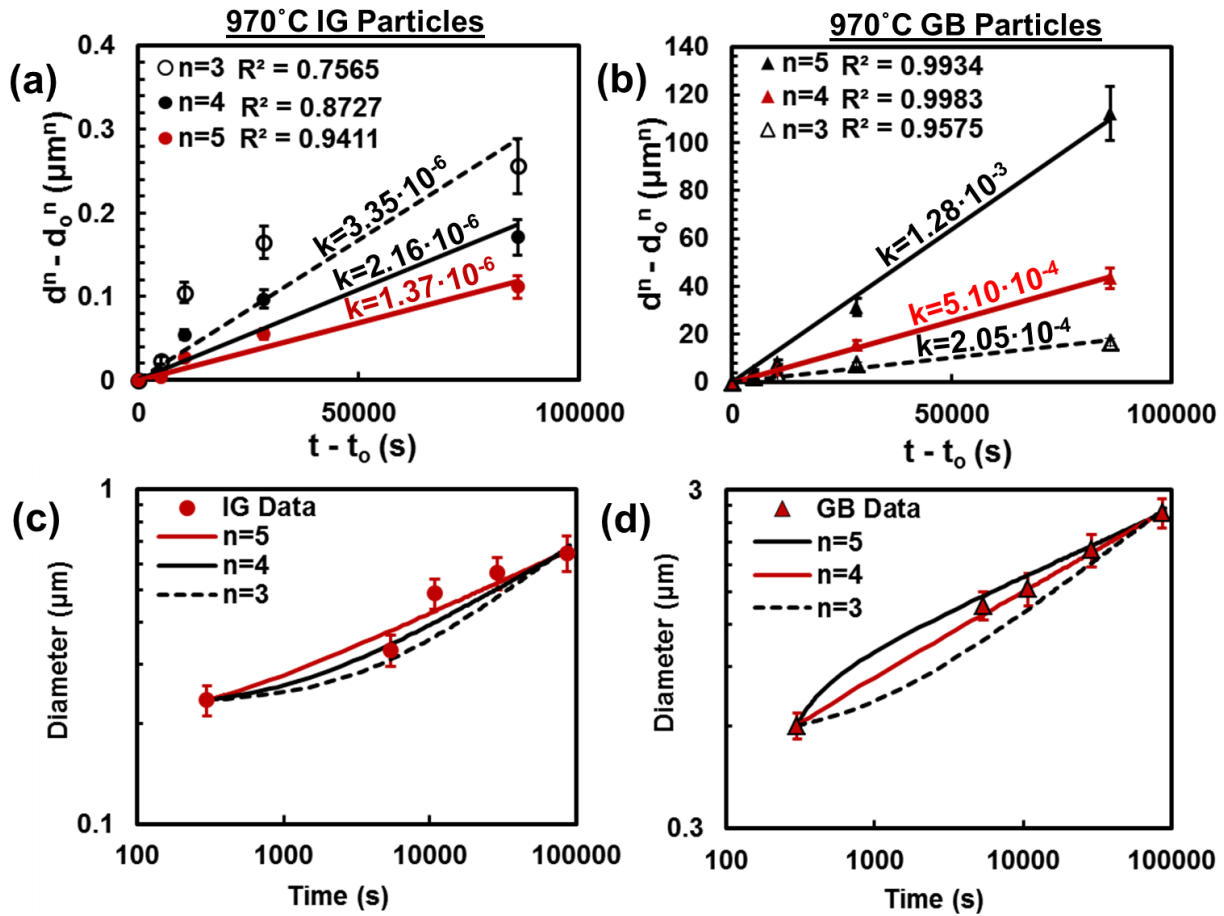 970˚C IG Particles
(a)
n=3 R² = 0.7565
n=4 R² = 0.8727
n=5 R² = 0.9411
k=3.35·10⁻⁶
k=2.16·10⁻⁶
k=1.37·10⁻⁶
dⁿ - dₒⁿ (µmⁿ)
0.4
0.3
0.2
0.1
0
0 50000 100000
t - tₒ (s)
970˚C GB Particles
(b)
n=5 R² = 0.9934
n=4 R² = 0.9983
n=3 R² = 0.9575
k=1.28·10⁻³
k=5.10·10⁻⁴
k=2.05·10⁻⁴
dⁿ - dₒⁿ (µmⁿ)
140
120
100
80
60
40
20
0
0 50000 100000
t - tₒ (s)
(c)
IG Data
n=5
n=4
n=3
Diameter (µm)
1
0.1
100 1000 10000 100000
Time (s)
(d)
GB Data
n=5
n=4
n=3
Diameter (µm)
3
0.3
100 1000 10000 100000
Time (s)